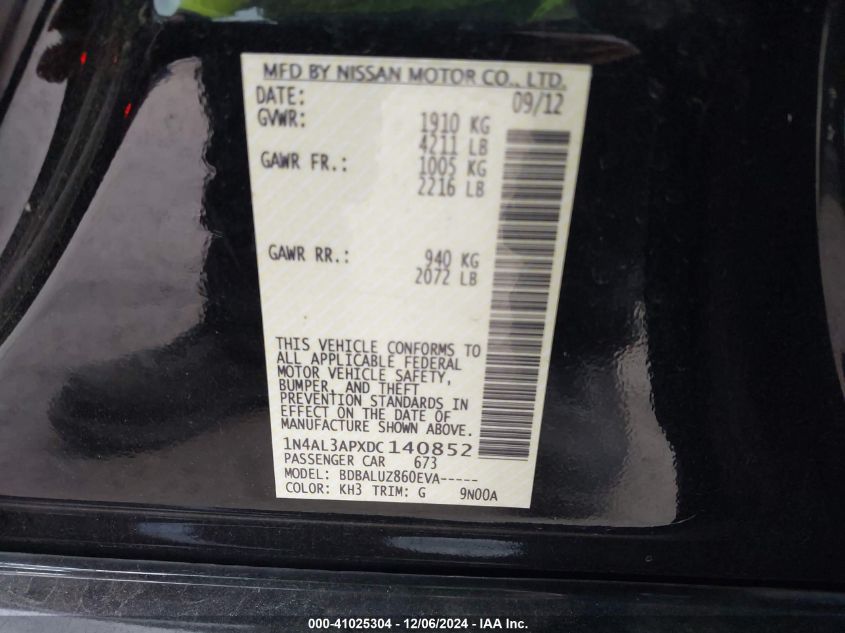 MFD BY NISSAN MOTOR CO., LTD.
DATE: 09/12
GVWR: 1910 KG
4211 LB
GAWR FR.: 1005 KG
2216 LB
GAWR RR.: 940 KG
2072 LB
THIS VEHICLE CONFORMS TO
ALL APPLICABLE FEDERAL
MOTOR VEHICLE SAFETY,
BUMPER, AND THEFT
PREVENTION STANDARDS IN
EFFECT ON THE DATE OF
MANUFACTURE SHOWN ABOVE.
1N4AL3APXDC140852
PASSENGER CAR 673
MODEL: BDBALUZ860EVA-----
COLOR: KH3 TRIM: G 9N00A
000-41025304 - 12/06/2024 - IAA Inc.